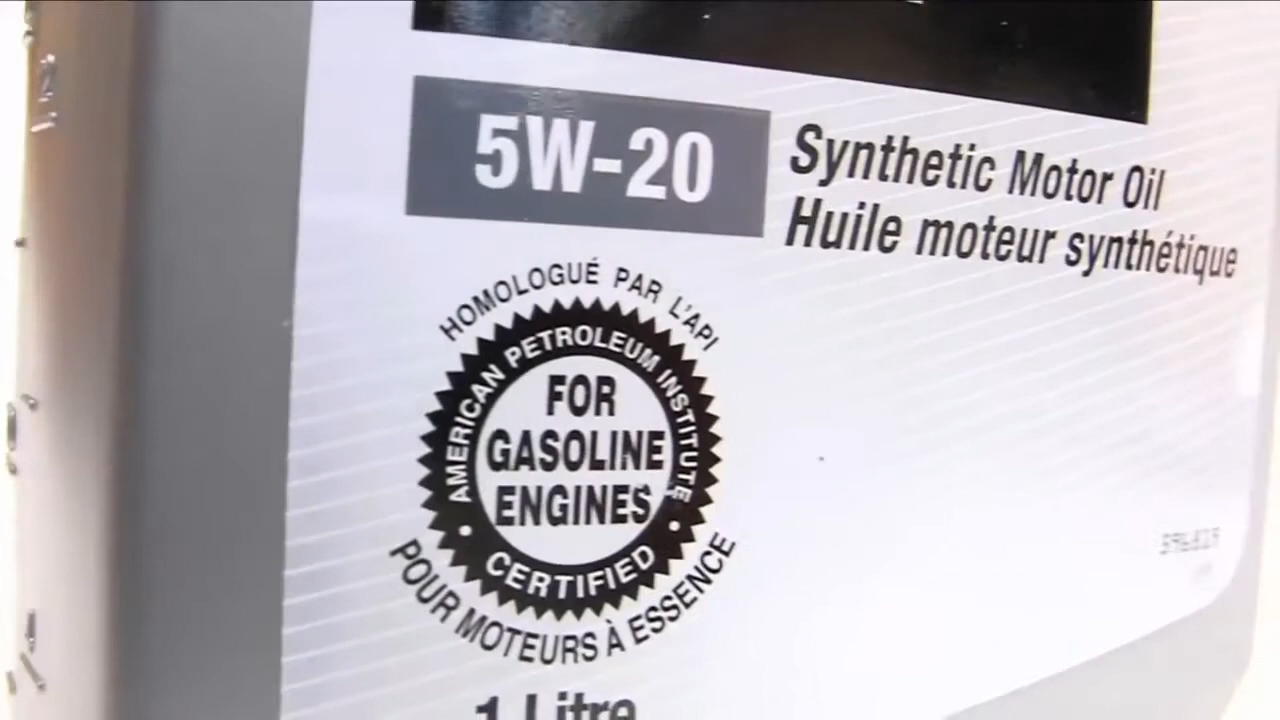 5W-20
Synthetic Motor Oil
Huile moteur synthétique
HOMOLOGUÉ PAR L'API
AMERICAN PETROLEUM INSTITUTE
FOR
GASOLINE
ENGINES
CERTIFIED
POUR MOTEURS À ESSENCE
1 Litre